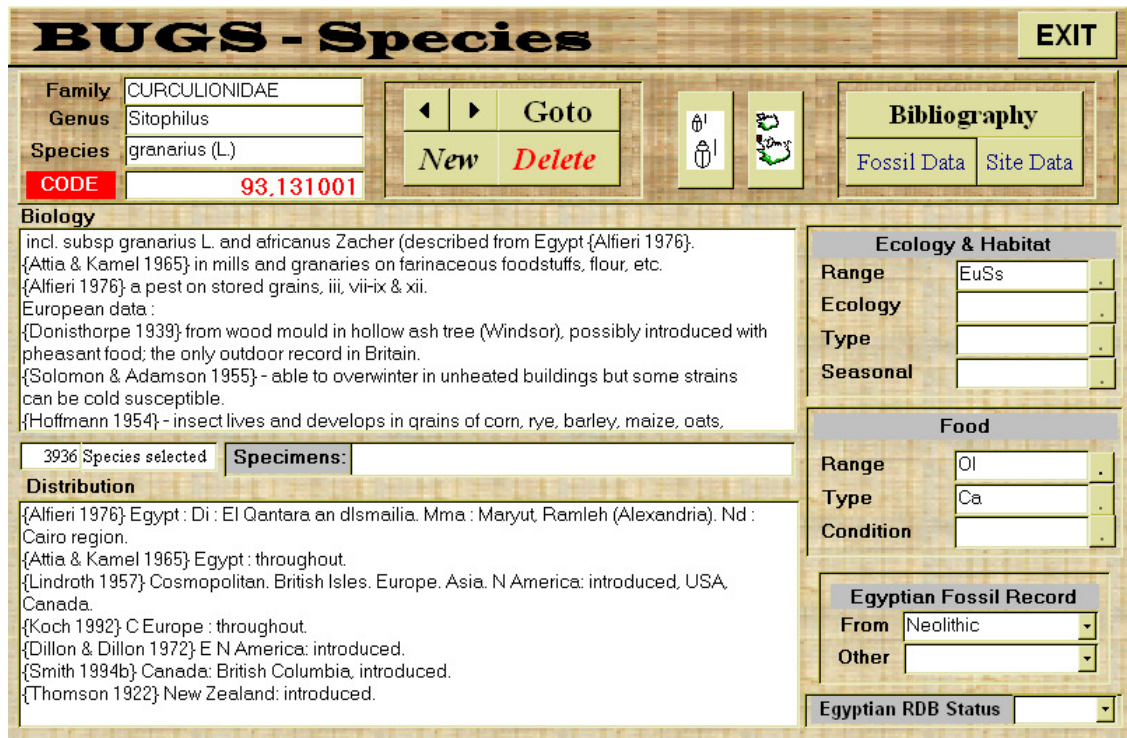 BUGS - Species
EXIT
Family CURCULIONIDAE
Genus Sitophilus
Species granarius (L.)
CODE 93,131001
Goto
New Delete
Bibliography
Fossil Data Site Data
Biology
incl. subsp granarius L. and africanus Zacher (described from Egypt {Alfieri 1976}.
{Attia & Kamel 1965} in mills and granaries on farinaceous foodstuffs, flour, etc.
{Alfieri 1976} a pest on stored grains, iii, vii-ix & xii.
European data :
{Donisthorpe 1939} from wood mould in hollow ash tree (Windsor), possibly introduced with
pheasant food; the only outdoor record in Britain.
{Solomon & Adamson 1955} - able to overwinter in unheated buildings but some strains
can be cold susceptible.
{Hoffmann 1954} - insect lives and develops in grains of corn, rye, barley, maize, oats,
3936 Species selected
Specimens:
Distribution
{Alfieri 1976} Egypt : Di : El Qantara an dIsmailia. Mma : Maryut, Ramleh (Alexandria). Nd :
Cairo region.
{Attia & Kamel 1965} Egypt : throughout.
{Lindroth 1957} Cosmopolitan. British Isles. Europe. Asia. N America: introduced, USA,
Canada.
{Koch 1992} C Europe : throughout.
{Dillon & Dillon 1972} E N America: introduced.
{Smith 1994b} Canada: British Columbia, introduced.
{Thomson 1922} New Zealand: introduced.
Ecology & Habitat
Range EuSs .
Ecology .
Type .
Seasonal .
Food
Range Ol .
Type Ca .
Condition .
Egyptian Fossil Record
From Neolithic
Other
Egyptian RDB Status